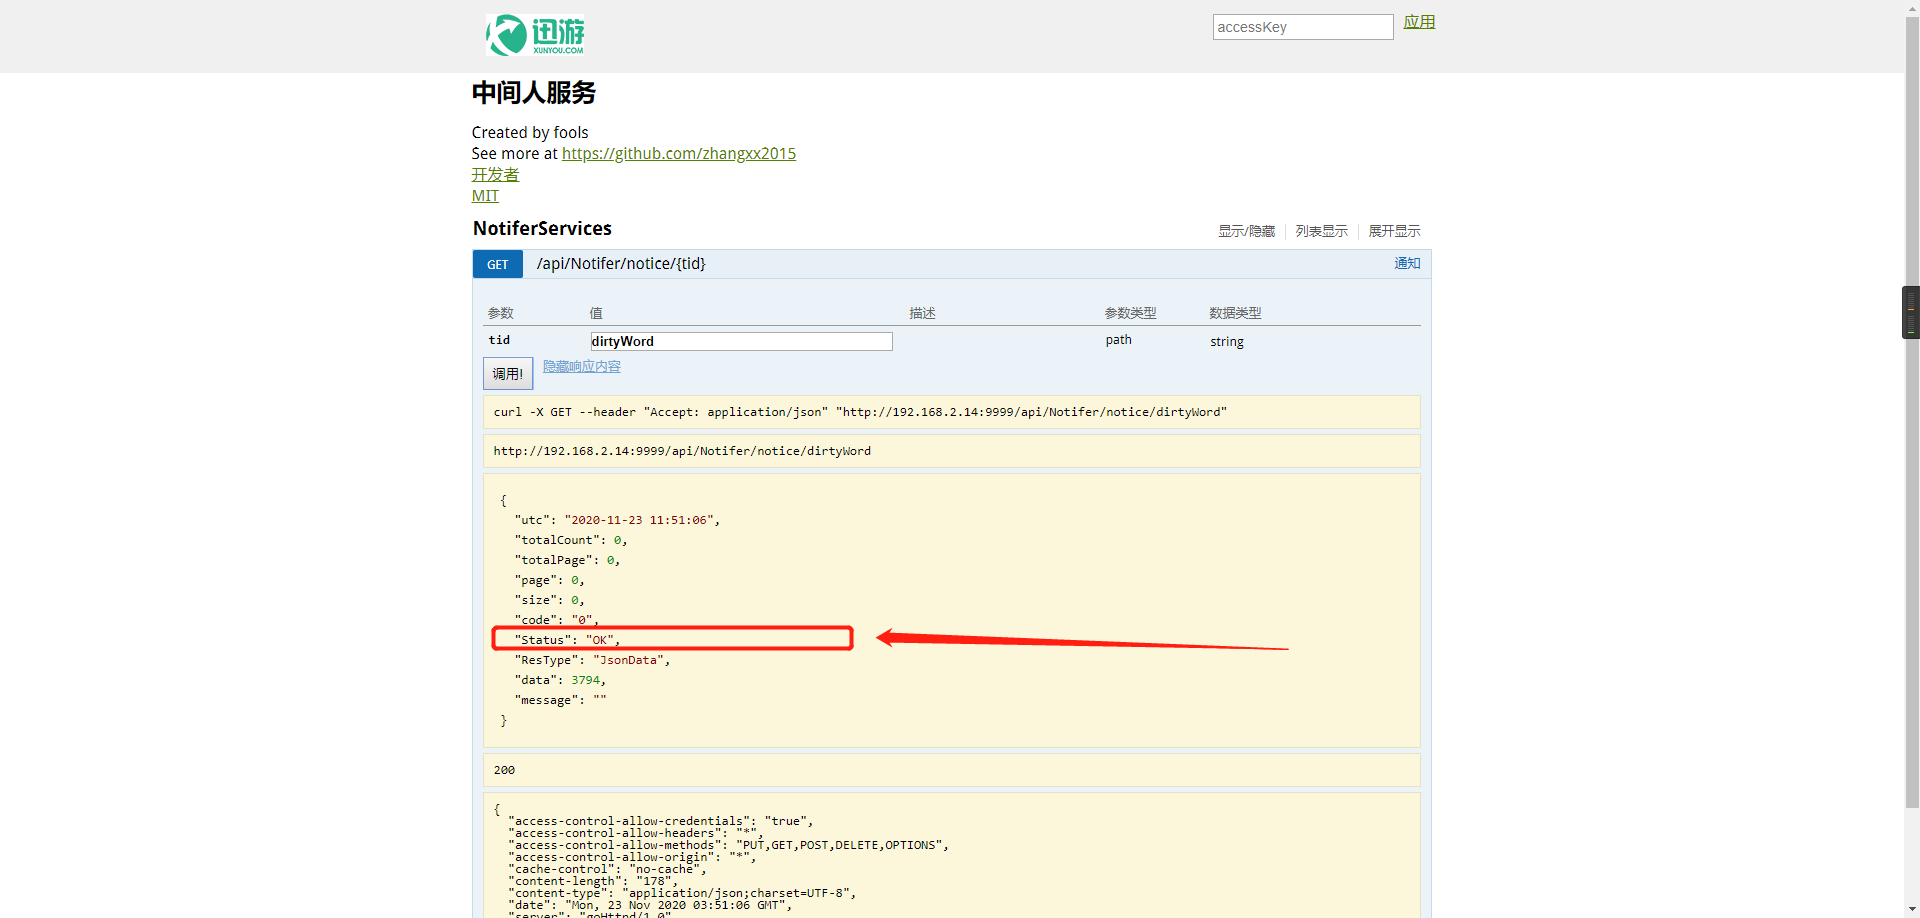 迅游
XUNYOU.COM
accessKey
应用
中间人服务
Created by fools
See more at https://github.com/zhangxx2015
开发者
MIT
NotiferServices
显示/隐藏 列表显示 展开显示
GET /api/Notifer/notice/{tid} 通知
参数 值 描述 参数类型 数据类型
tid dirtyWord path string
调用! 隐藏响应内容
curl -X GET --header "Accept: application/json" "http://192.168.2.14:9999/api/Notifer/notice/dirtyWord"
http://192.168.2.14:9999/api/Notifer/notice/dirtyWord
{
"utc": "2020-11-23 11:51:06",
"totalCount": 0,
"totalPage": 0,
"page": 0,
"size": 0,
"code": "0",
"Status": "OK",
"ResType": "JsonData",
"data": 3794,
"message": ""
}
200
{
"access-control-allow-credentials": "true",
"access-control-allow-headers": "*",
"access-control-allow-methods": "PUT,GET,POST,DELETE,OPTIONS",
"access-control-allow-origin": "*",
"cache-control": "no-cache",
"content-length": "178",
"content-type": "application/json;charset=UTF-8",
"date": "Mon, 23 Nov 2020 03:51:06 GMT",
"server": "goHttpd/1.0"